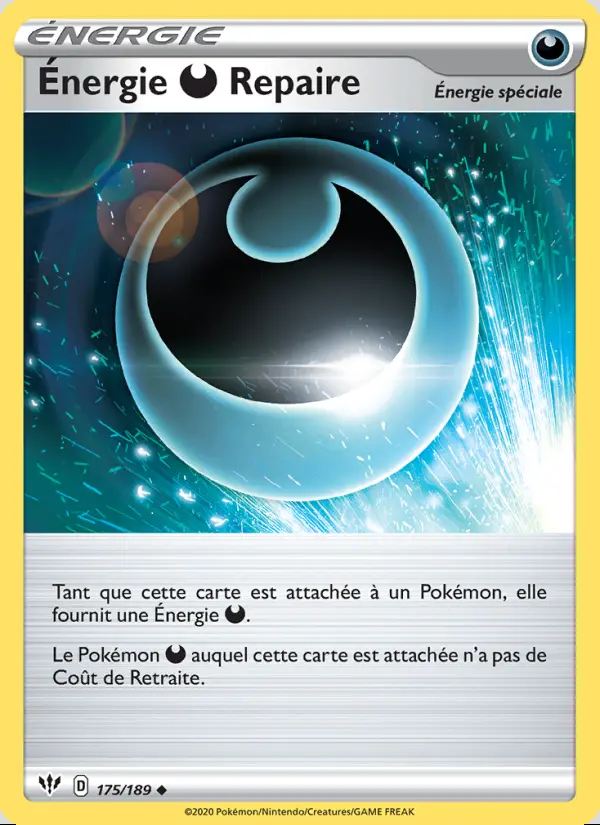 ÉNERGIE
Énergie Repaire
Énergie spéciale
Tant que cette carte est attachée à un Pokémon, elle
fournit une Énergie .
Le Pokémon auquel cette carte est attachée n'a pas de
Coût de Retraite.
D 175/189
©2020 Pokémon/Nintendo/Creatures/GAME FREAK